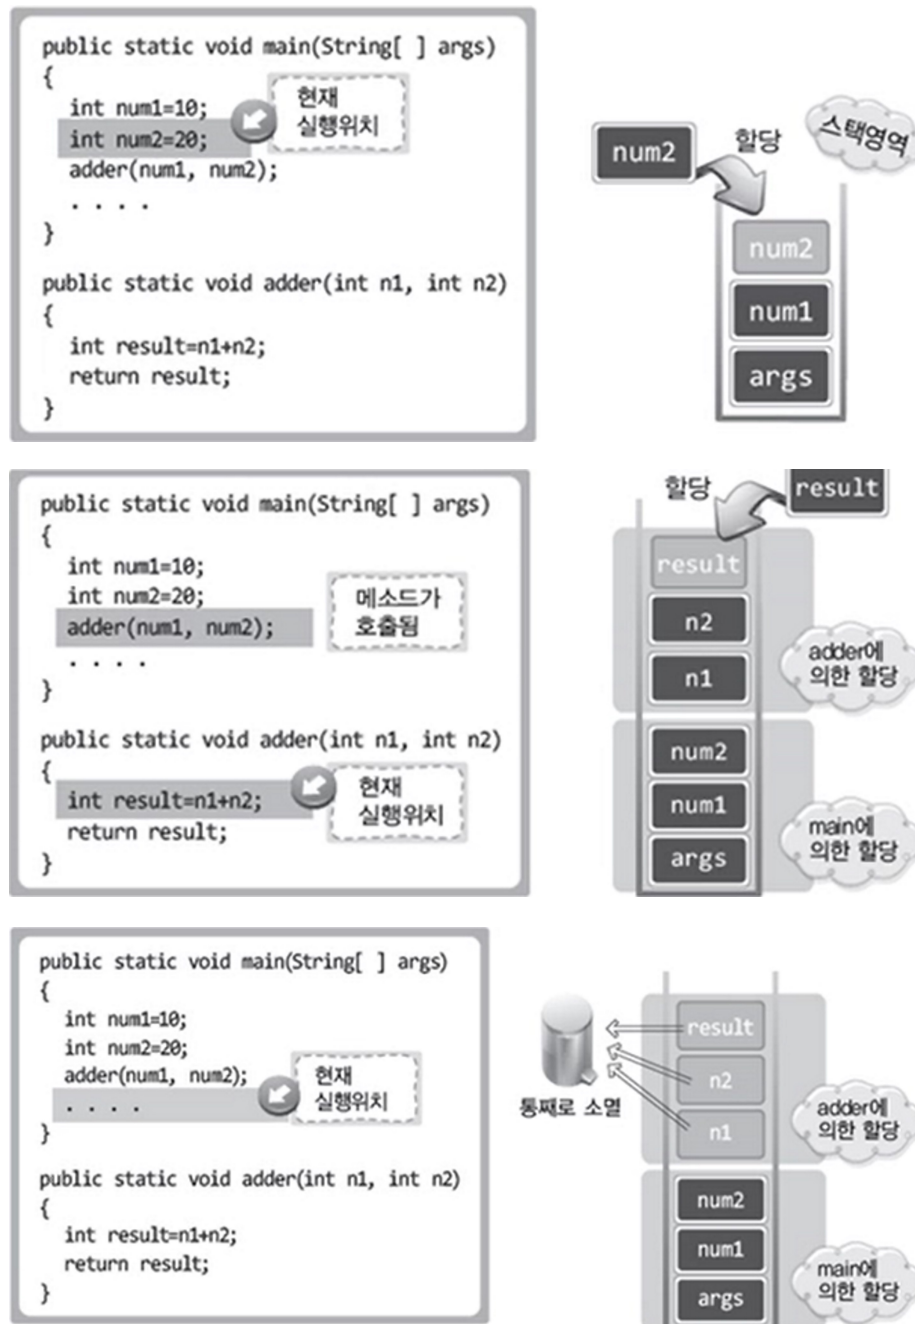 public static void main(String[ ] args)
{
int num1=10;
int num2=20;
adder(num1, num2);
. . . .
}
현재
실행위치
public static void adder(int n1, int n2)
{
int result=n1+n2;
return result;
}
num2
할당
스택영역
num2
num1
args
public static void main(String[ ] args)
{
int num1=10;
int num2=20;
adder(num1, num2);
. . . .
}
메소드가
호출됨
public static void adder(int n1, int n2)
{
int result=n1+n2;
return result;
}
현재
실행위치
할당
result
result
n2
n1
adder에
의한 할당
num2
num1
args
main에
의한 할당
public static void main(String[ ] args)
{
int num1=10;
int num2=20;
adder(num1, num2);
. . . .
}
현재
실행위치
public static void adder(int n1, int n2)
{
int result=n1+n2;
return result;
}
통째로 소멸
result
n2
n1
adder에
의한 할당
num2
num1
args
main에
의한 할당